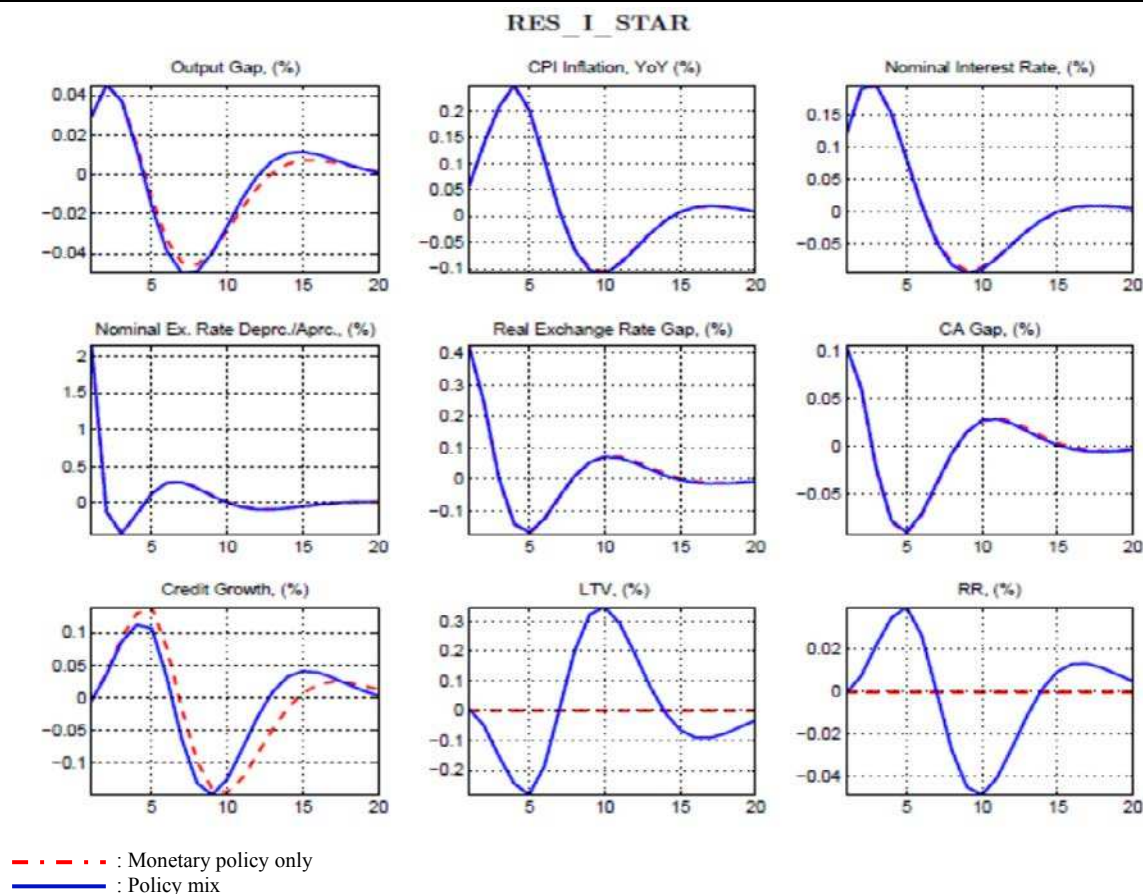 RES_I_STAR
Output Gap, (%)
0.04
0.02
0
−0.02
−0.04
5 10 15 20
CPI Inflation, YoY (%)
0.2
0.15
0.1
0.05
0
−0.05
−0.1
5 10 15 20
Nominal Interest Rate, (%)
0.15
0.10
0.05
0
−0.05
5 10 15 20
Nominal Ex. Rate Deprc./Aprc., (%)
2
1.5
1
0.5
0
5 10 15 20
Real Exchange Rate Gap, (%)
0.4
0.3
0.2
0.1
0
−0.1
5 10 15 20
CA Gap, (%)
0.1
0.05
0
−0.05
5 10 15 20
Credit Growth, (%)
0.1
0.05
0
−0.05
−0.1
5 10 15 20
LTV, (%)
0.3
0.2
0.1
0
−0.1
−0.2
5 10 15 20
RR, (%)
0.02
0
−0.02
−0.04
5 10 15 20
: Monetary policy only
: Policy mix